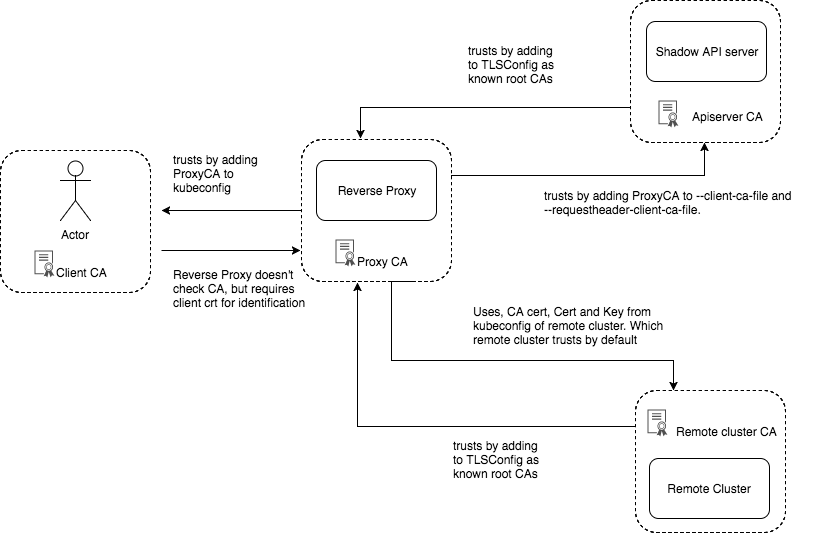 Shadow API server
Apiserver CA
trusts by adding
to TLSConfig as
known root CAs
trusts by adding
ProxyCA to
kubeconfig
Reverse Proxy
Proxy CA
trusts by adding ProxyCA to --client-ca-file and
--requestheader-client-ca-file.
Actor
Client CA
Reverse Proxy doesn't
check CA, but requires
client crt for identification
Uses, CA cert, Cert and Key from
kubeconfig of remote cluster. Which
remote cluster trusts by default
Remote cluster CA
Remote Cluster
trusts by adding
to TLSConfig as
known root CAs